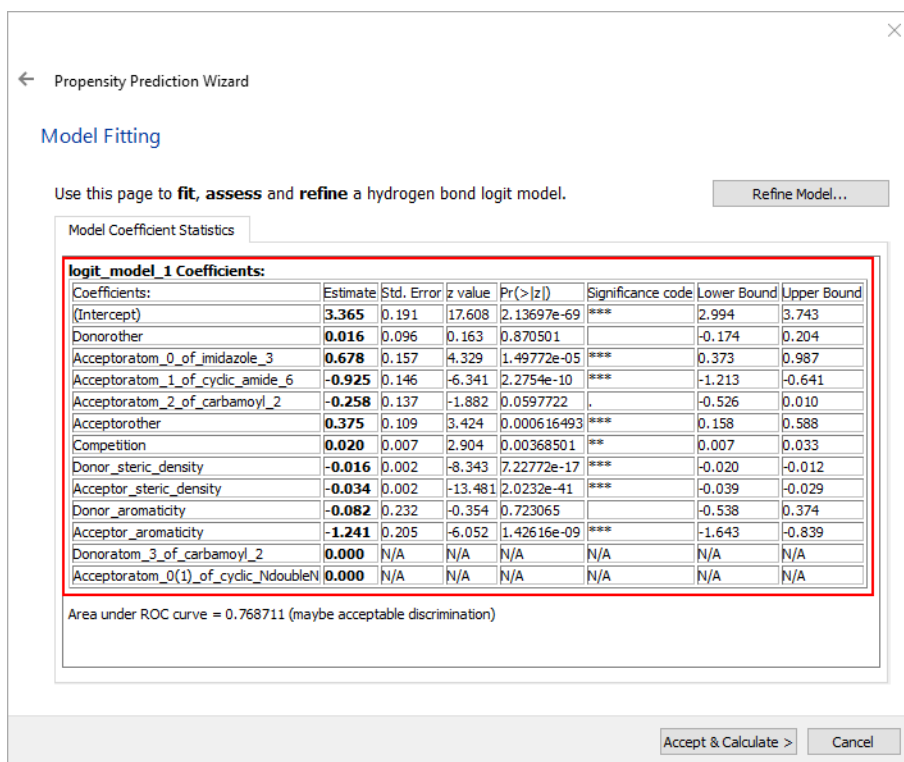 Propensity Prediction Wizard
Model Fitting
Use this page to fit, assess and refine a hydrogen bond logit model.
Refine Model...
Model Coefficient Statistics
logit_model_1 Coefficients:
Coefficients: Estimate Std. Error z value Pr(>|z|) Significance code Lower Bound Upper Bound
(Intercept) 3.365 0.191 17.608 2.13697e-69 *** 2.994 3.743
Donorother 0.016 0.096 0.163 0.870501 -0.174 0.204
Acceptoratom_0_of_imidazole_3 0.678 0.157 4.329 1.49772e-05 *** 0.373 0.987
Acceptoratom_1_of_cyclic_amide_6 -0.925 0.146 -6.341 2.2754e-10 *** -1.213 -0.641
Acceptoratom_2_of_carbamoyl_2 -0.258 0.137 -1.882 0.0597722 . -0.526 0.010
Acceptorother 0.375 0.109 3.424 0.000616493 *** 0.158 0.588
Competition 0.020 0.007 2.904 0.00368501 ** 0.007 0.033
Donor_steric_density -0.016 0.002 -8.343 7.22772e-17 *** -0.020 -0.012
Acceptor_steric_density -0.034 0.002 -13.481 2.0232e-41 *** -0.039 -0.029
Donor_aromaticity -0.082 0.232 -0.354 0.723065 -0.538 0.374
Acceptor_aromaticity -1.241 0.205 -6.052 1.42616e-09 *** -1.643 -0.839
Donoratom_3_of_carbamoyl_2 0.000 N/A N/A N/A N/A N/A N/A
Acceptoratom_0(1)_of_cyclic_NdoubleN 0.000 N/A N/A N/A N/A N/A N/A
Area under ROC curve = 0.768711 (maybe acceptable discrimination)
Accept & Calculate > Cancel